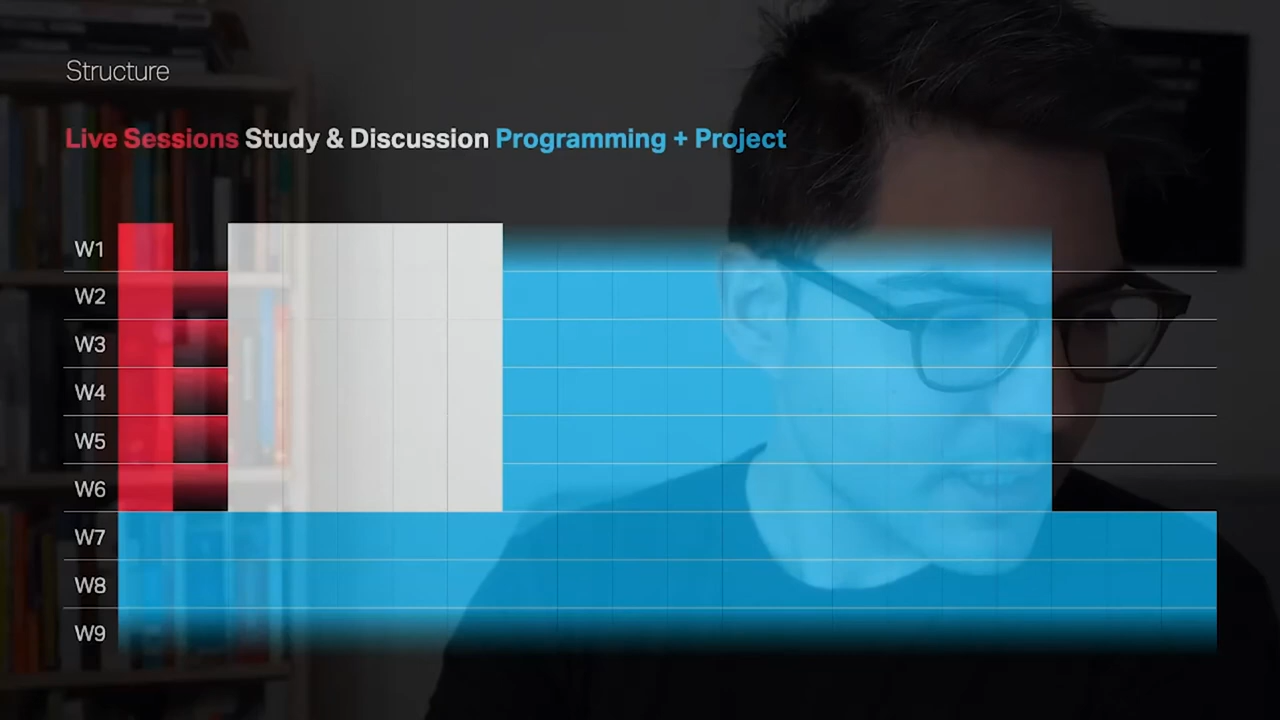 Structure
Live Sessions Study & Discussion Programming + Project
W1
W2
W3
W4
W5
W6
W7
W8
W9